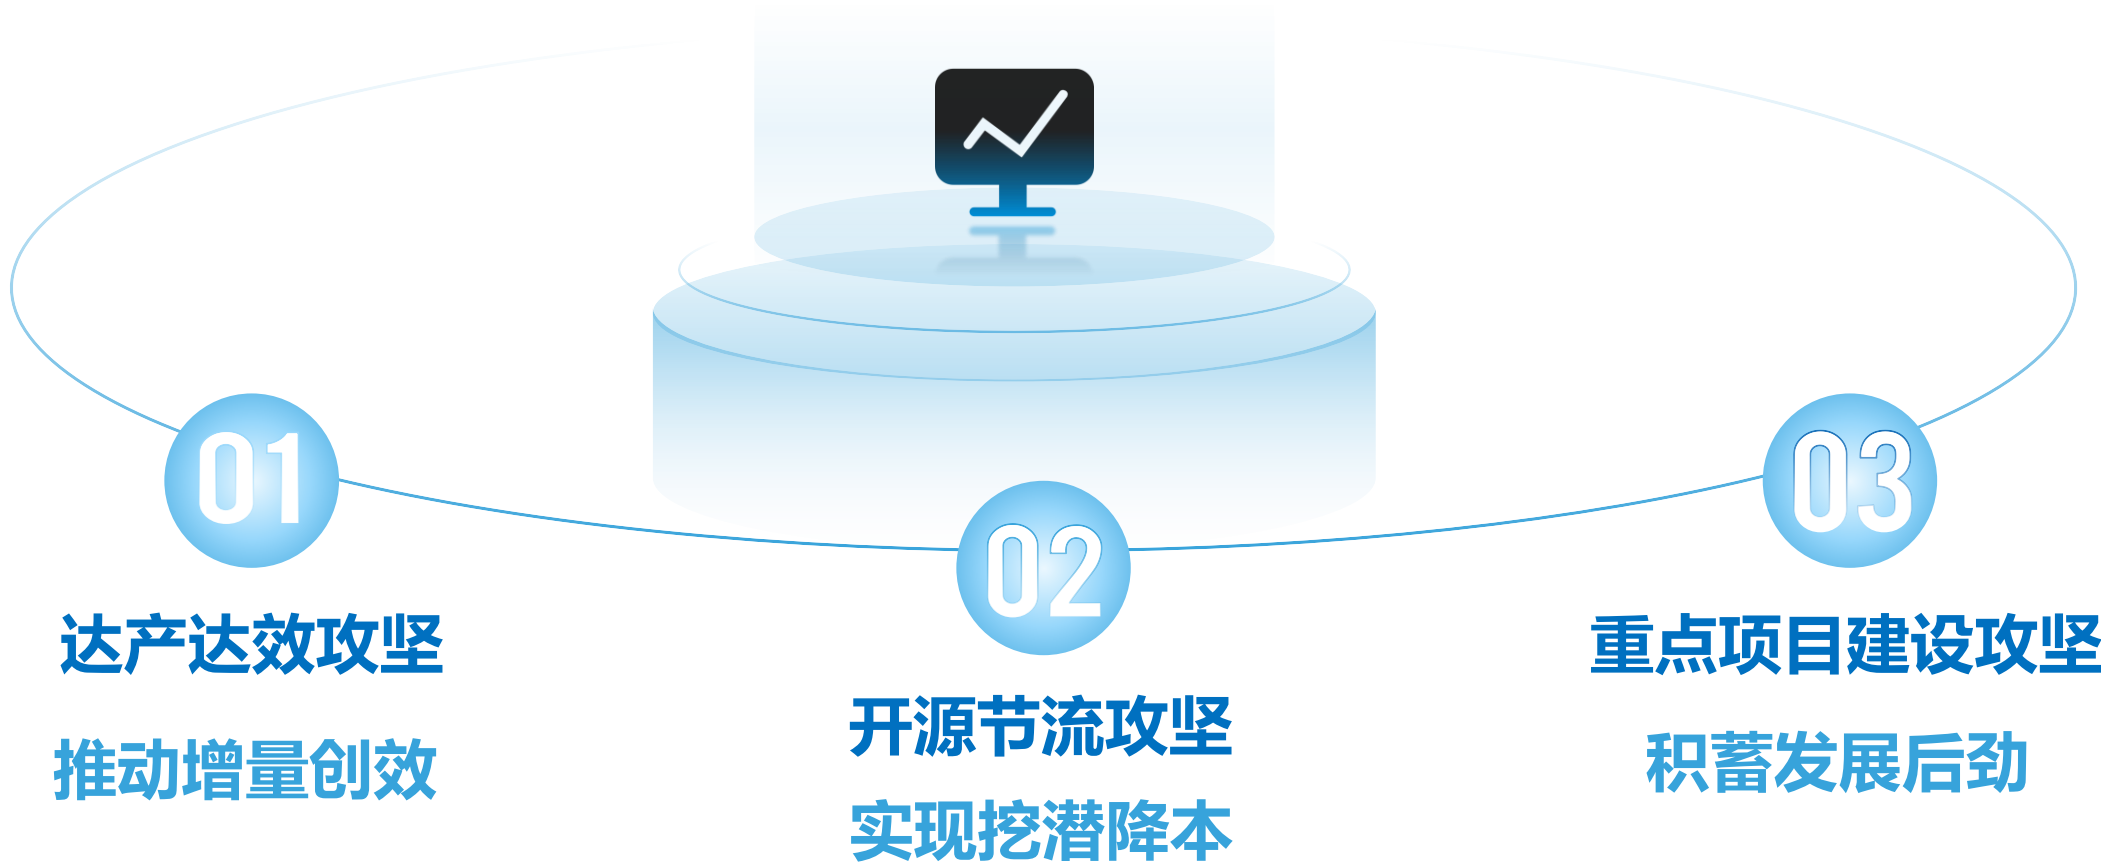 01
达产达效攻坚
推动增量创效
02
开源节流攻坚
实现挖潜降本
03
重点项目建设攻坚
积蓄发展后劲